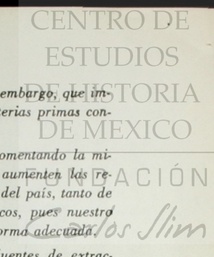 CENTRO DE
ESTUDIOS
DE HISTORIA
DE MEXICO
FUNDACIÓN
Carlos Slim
embargo, que im-
terias primas con-
omentando la mi-
aumenten las re-
del país, tanto de
cos, pues nuestro
orma adecuada.
uentes de extrac-